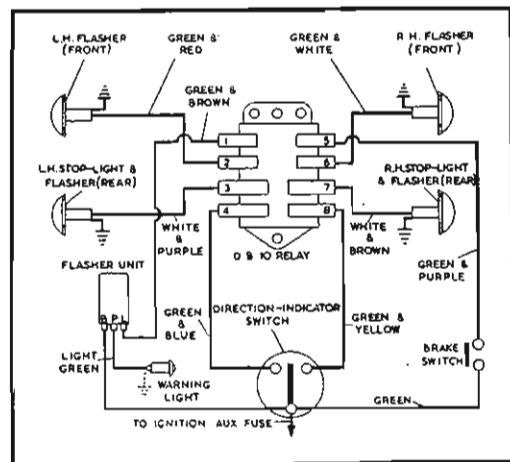 L.H. FLASHER
(FRONT)
GREEN &
RED
GREEN &
WHITE
R.H. FLASHER
(FRONT)
GREEN &
BROWN
1
2
3
4
5
6
7
8
L.H. STOP-LIGHT
& FLASHER (REAR)
R.H. STOP-LIGHT
& FLASHER (REAR)
WHITE
& PURPLE
WHITE
& BROWN
D B 10 RELAY
FLASHER UNIT
B P L
GREEN
& BLUE
DIRECTION-INDICATOR
SWITCH
GREEN &
YELLOW
GREEN &
PURPLE
LIGHT
GREEN
WARNING
LIGHT
BRAKE
SWITCH
GREEN
TO IGNITION AUX FUSE